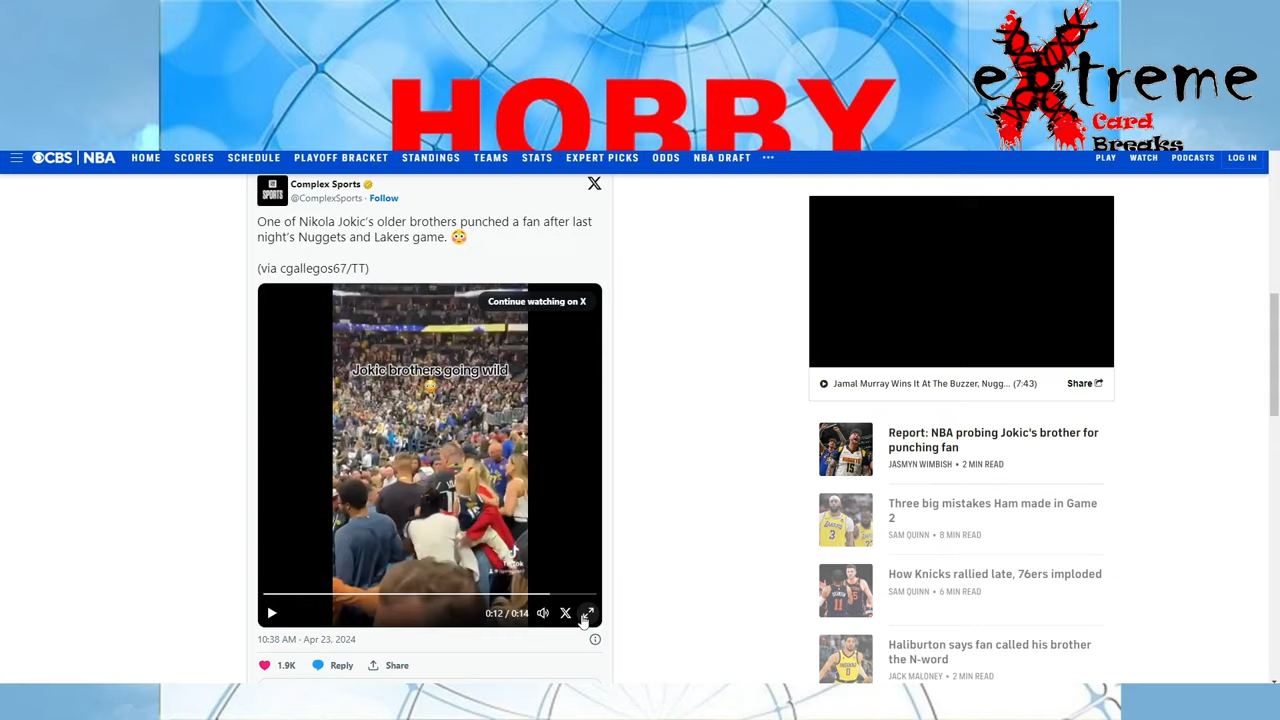 HOBBY
eXtreme
Card
Breaks
CBS | NBA HOME SCORES SCHEDULE PLAYOFF BRACKET STANDINGS TEAMS STATS EXPERT PICKS ODDS NBA DRAFT ••• PLAY WATCH PODCASTS LOG IN
SPORTS
Complex Sports
@ComplexSports · Follow
One of Nikola Jokic's older brothers punched a fan after last
night's Nuggets and Lakers game. 😳
(via cgallegos67/TT)
Continue watching on X
Jokic brothers going wild
😳
TikTok
0:12 / 0:14
10:38 AM · Apr 23, 2024
1.9K Reply Share
Jamal Murray Wins It At The Buzzer, Nugg... (7:43) Share
Report: NBA probing Jokic's brother for
punching fan
JASMYN WIMBISH • 2 MIN READ
Three big mistakes Ham made in Game
2
SAM QUINN • 8 MIN READ
How Knicks rallied late, 76ers imploded
SAM QUINN • 6 MIN READ
Haliburton says fan called his brother
the N-word
JACK MALONEY • 2 MIN READ